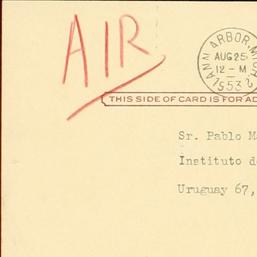 AIR
ANN ARBOR, MICH
AUG 25
12 - M
1953
THIS SIDE OF CARD IS FOR AD
Sr. Pablo M
Instituto d
Uruguay 67,